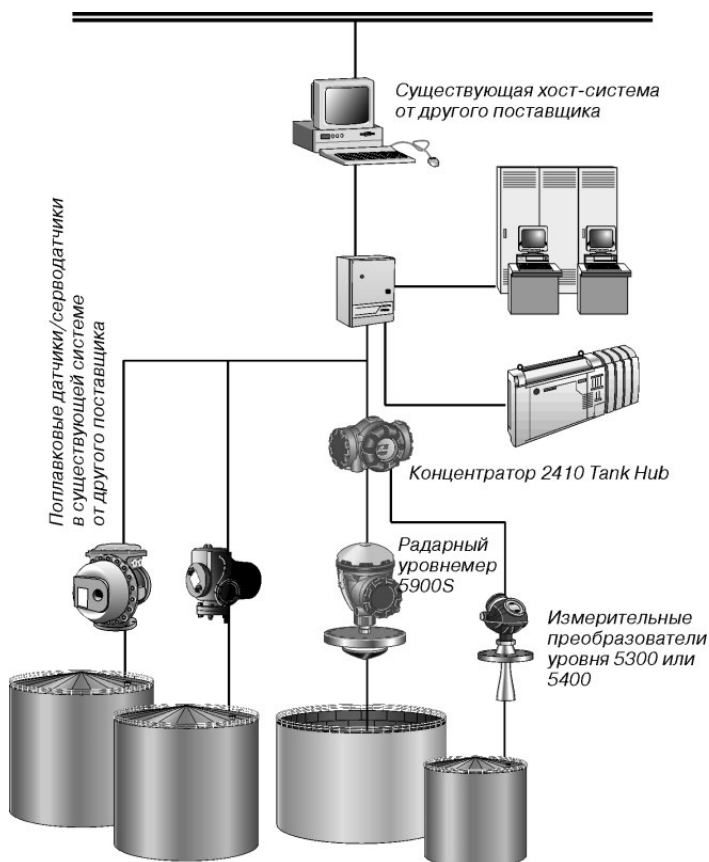 Существующая хост-система
от другого поставщика
Поплавковые датчики/серводатчики
в существующей системе
от другого поставщика
Концентратор 2410 Tank Hub
Радарный
уровнемер
5900S
Измерительные
преобразователи
уровня 5300 или
5400